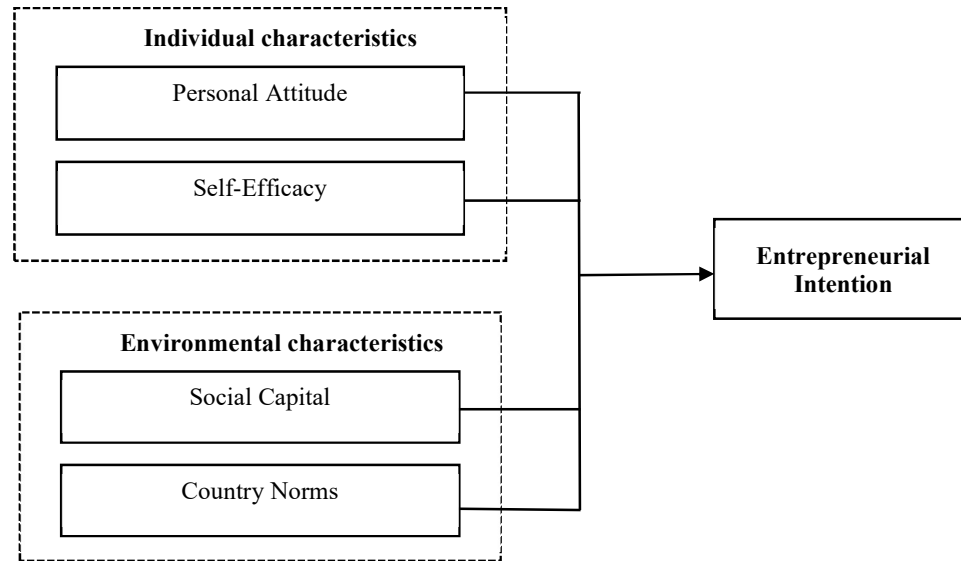 Individual characteristics
Personal Attitude
Self-Efficacy
Entrepreneurial
Intention
Environmental characteristics
Social Capital
Country Norms